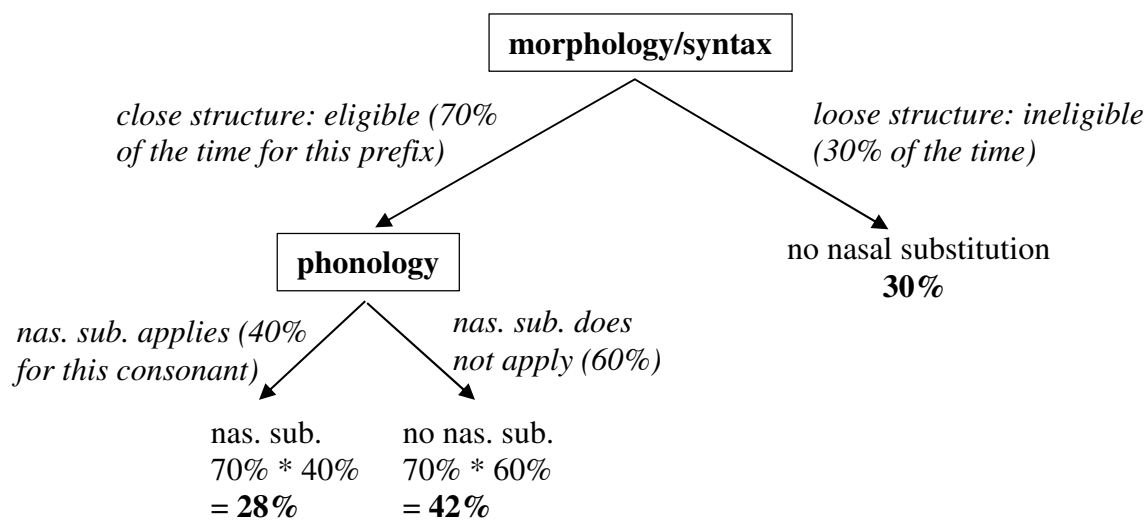 morphology/syntax
close structure: eligible (70%
of the time for this prefix)
loose structure: ineligible
(30% of the time)
phonology
no nasal substitution
30%
nas. sub. applies (40%
for this consonant)
nas. sub. does
not apply (60%)
nas. sub.
70% * 40%
= 28%
no nas. sub.
70% * 60%
= 42%